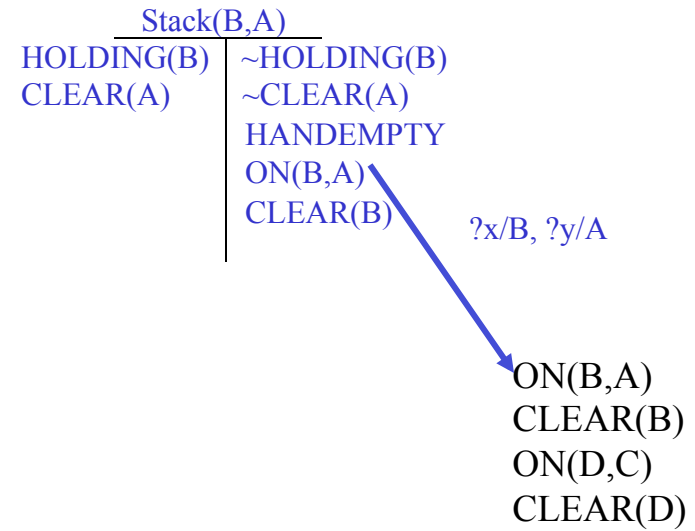 Stack(B,A)
HOLDING(B) ~HOLDING(B)
CLEAR(A) ~CLEAR(A)
HANDEMPTY
ON(B,A)
CLEAR(B)
?x/B, ?y/A
ON(B,A)
CLEAR(B)
ON(D,C)
CLEAR(D)